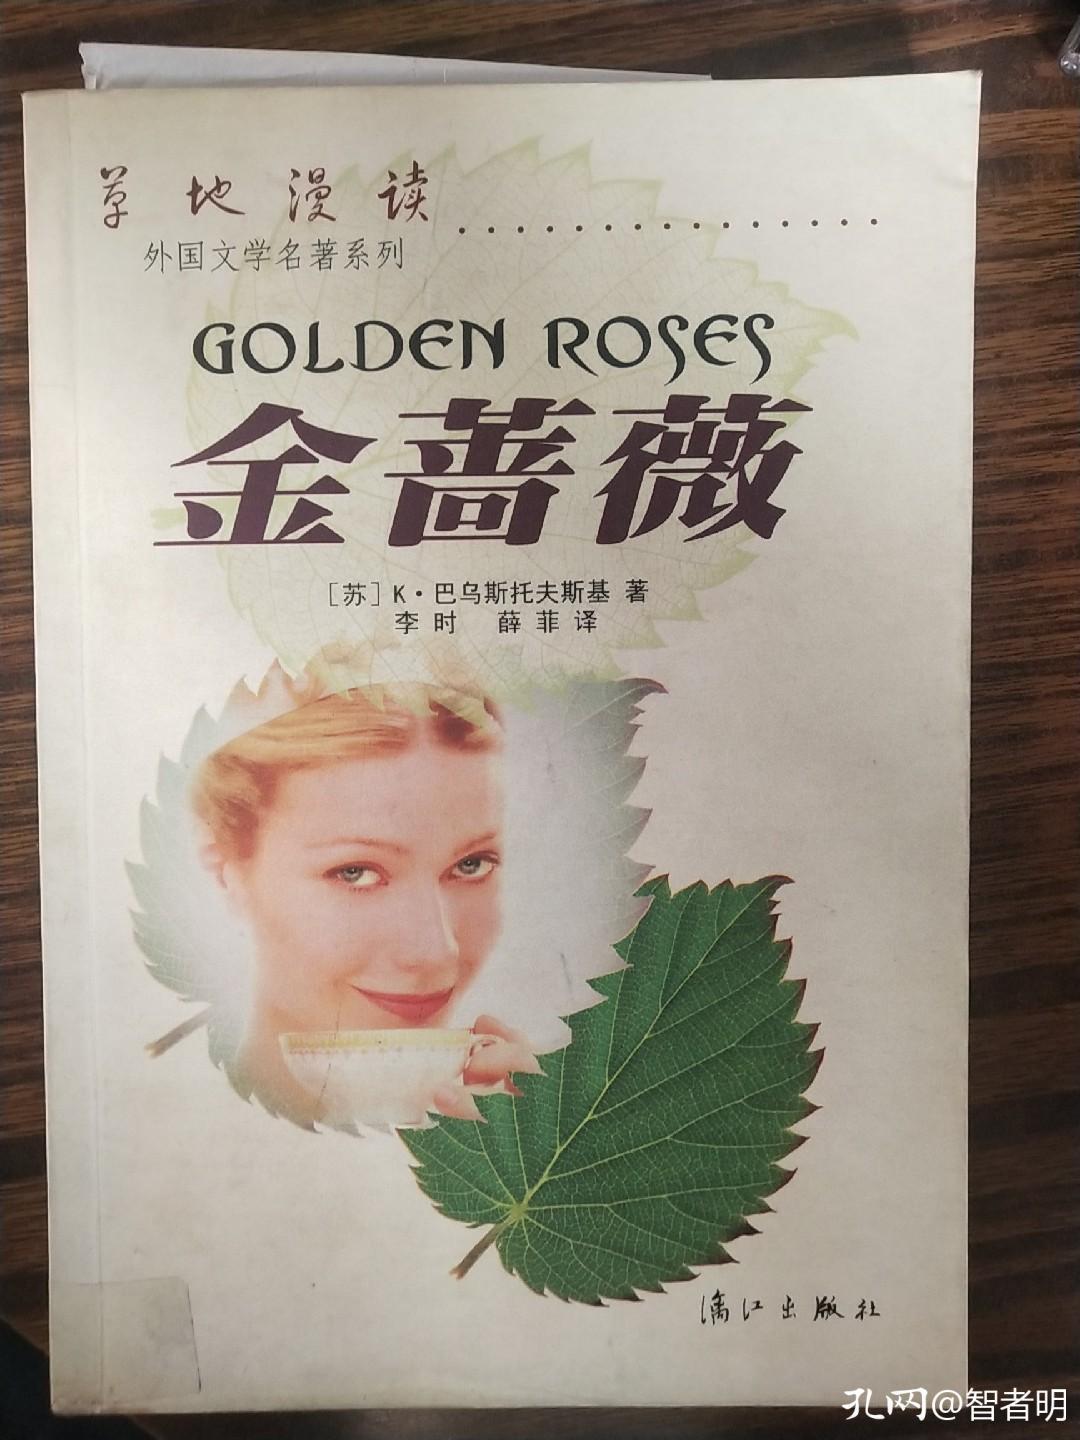 草地漫读
外国文学名著系列
GOLDEN ROSES
金蔷薇
［苏］K·巴乌斯托夫斯基 著
李时 薛菲译
漓江出版社
孔网@智者明